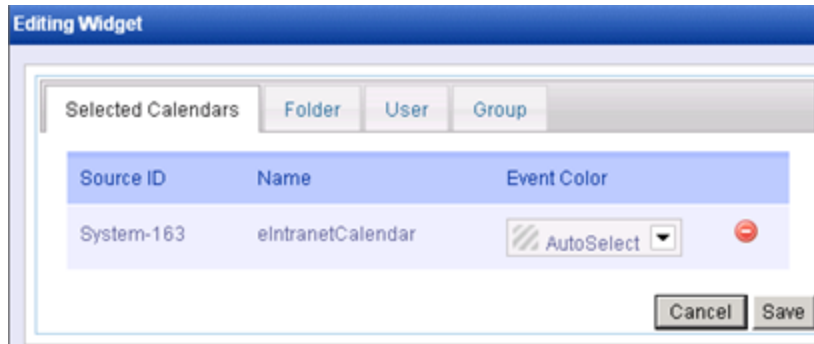 Editing Widget
Selected Calendars Folder User Group
Source ID Name Event Color
System-163 eIntranetCalendar AutoSelect
Cancel Save